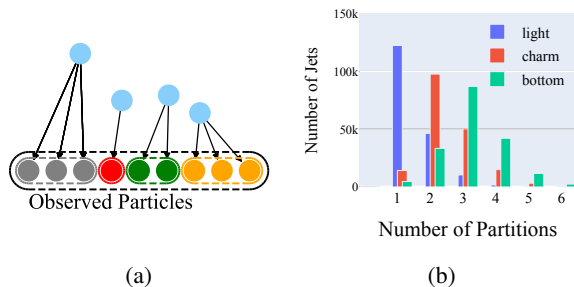 Observed Particles
(a)
150k
100k
50k
0
Number of Jets
light
charm
bottom
1 2 3 4 5 6
Number of Partitions
(b)